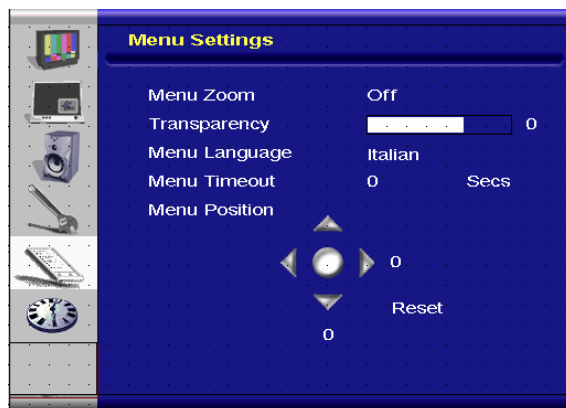 Menu Settings
Menu Zoom Off
Transparency 0
Menu Language Italian
Menu Timeout 0 Secs
Menu Position
0
Reset
0